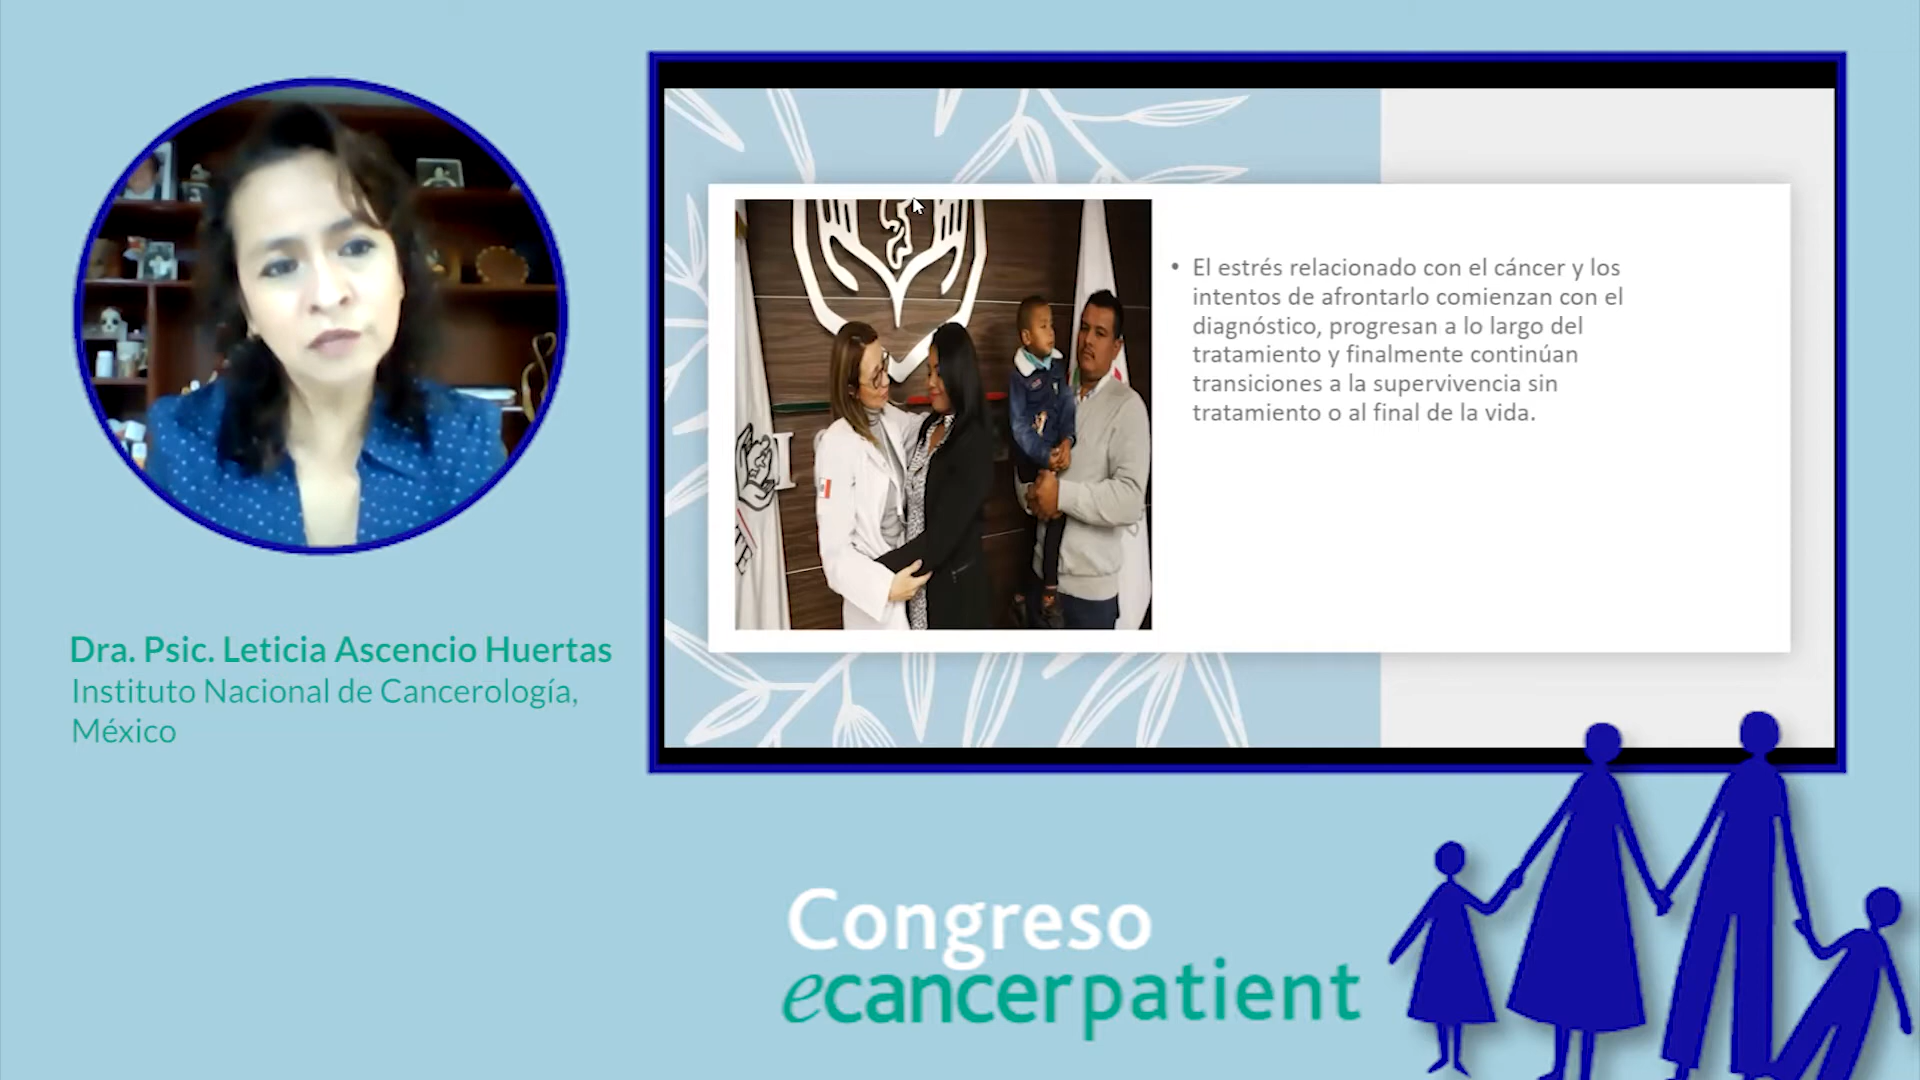 Dra. Psic. Leticia Ascencio Huertas
Instituto Nacional de Cancerología,
México
• El estrés relacionado con el cáncer y los
intentos de afrontarlo comienzan con el
diagnóstico, progresan a lo largo del
tratamiento y finalmente continúan
transiciones a la supervivencia sin
tratamiento o al final de la vida.
Congreso
ecancerpatient